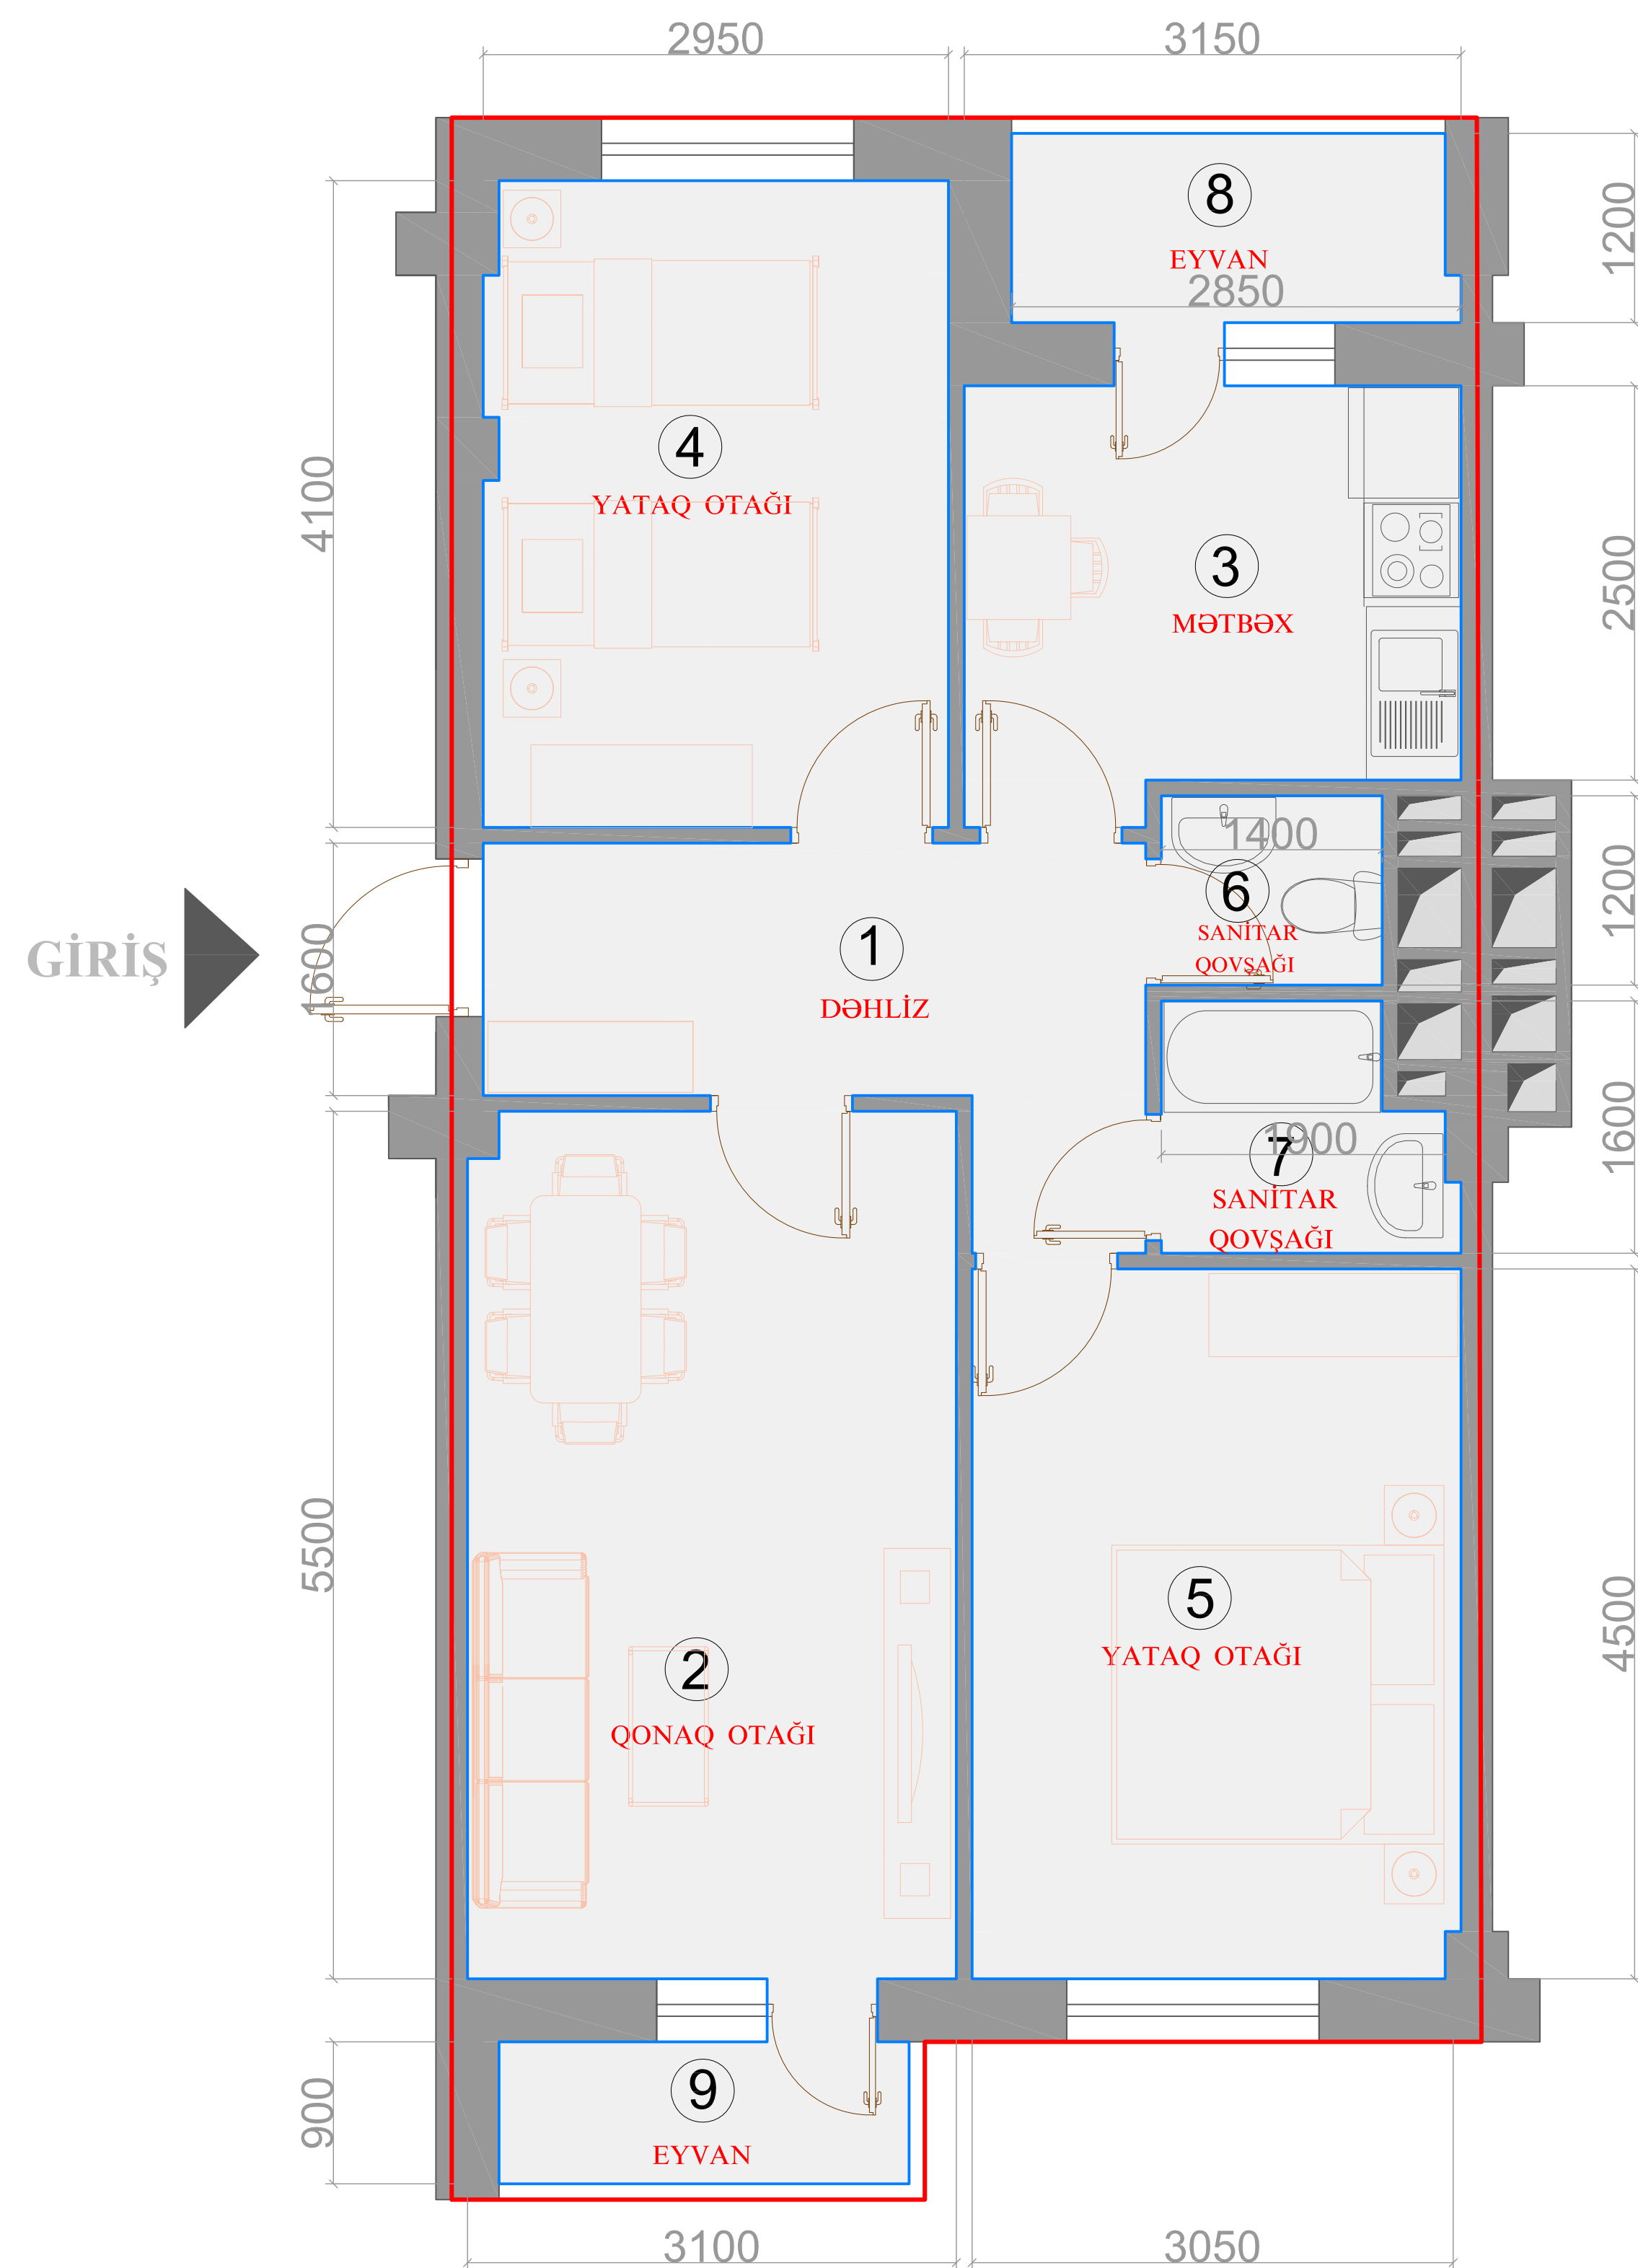 2950
3150
8
EYVAN
2850
1200
4
YATAQ OTAĞI
4100
3
MƏTBƏX
2500
1400
6
SANİTAR
QOVŞAĞI
1200
GİRİŞ
1600
1
DƏHLİZ
1900
7
SANİTAR
QOVŞAĞI
1600
5500
2
QONAQ OTAĞI
5
YATAQ OTAĞI
4500
9
EYVAN
900
3100
3050